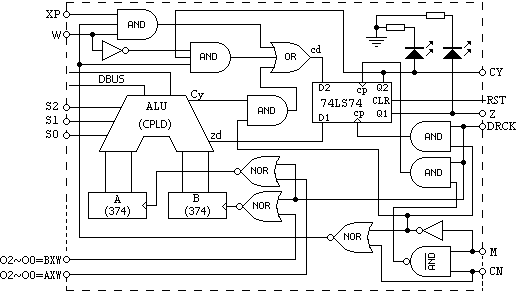 XP
AND
W
AND
OR
cd
CY
DBUS
cp
D2 Q2
CLR
RST
74LS74
cp
D1 Q1
Z
S2
S1
S0
ALU
(CPLD)
Cy
zd
AND
AND
DRCK
AND
NOR
A
(374)
B
(374)
NOR
NOR
M
AND
CN
O2~O0=BXW
O2~O0=AXW